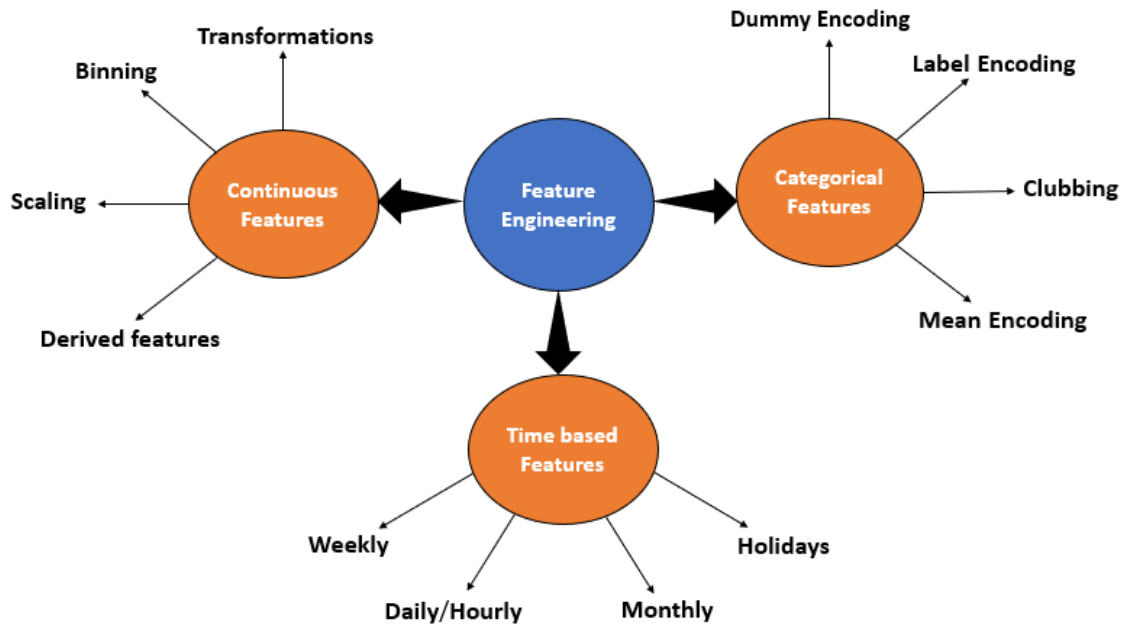 Transformations
Binning
Scaling
Derived features
Continuous
Features
Feature
Engineering
Dummy Encoding
Label Encoding
Clubbing
Mean Encoding
Categorical
Features
Time based
Features
Weekly
Daily/Hourly
Monthly
Holidays